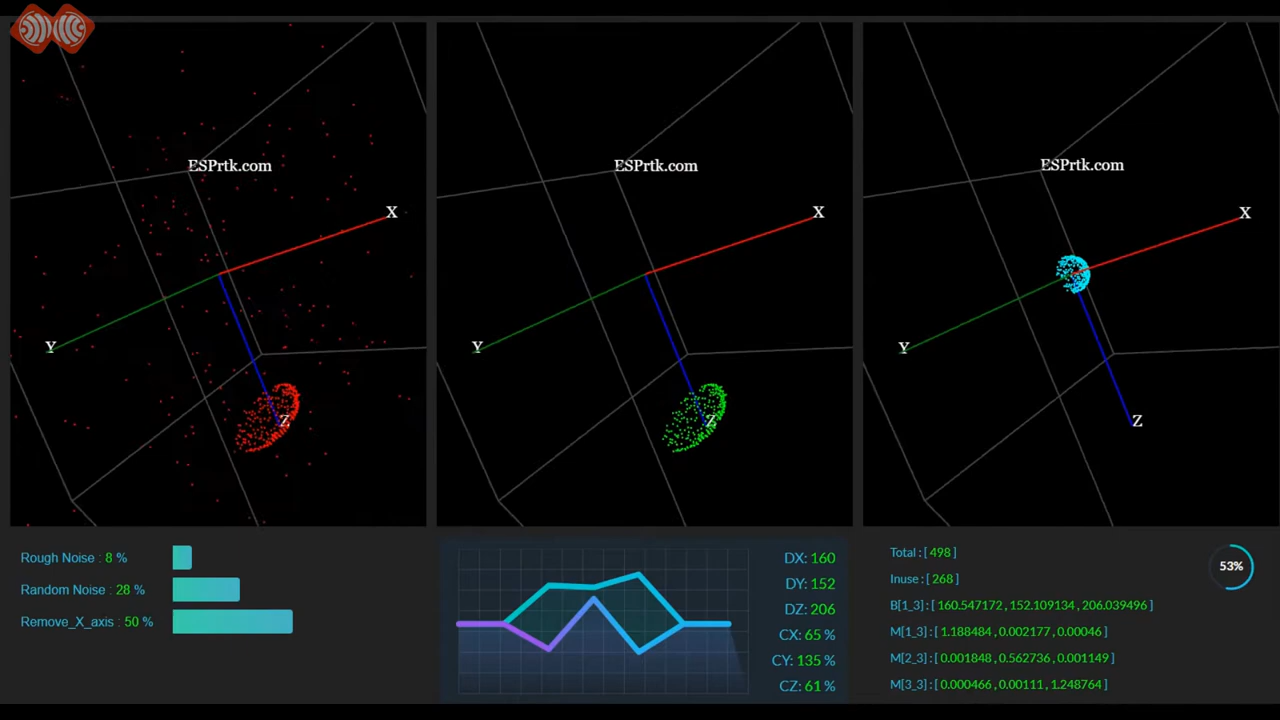 ESPrtk.com
X
Y
Z
ESPrtk.com
X
Y
Z
ESPrtk.com
X
Y
Z
Rough Noise : 8 %
Random Noise : 28 %
Remove_X_axis : 50 %
DX: 160
DY: 152
DZ: 206
CX: 65 %
CY: 135 %
CZ: 61 %
Total : [ 498 ]
Inuse : [ 268 ]
B[1_3] : [ 160.547172 , 152.109134 , 206.039496 ]
M[1_3] : [ 1.188484 , 0.002177 , 0.00046 ]
M[2_3] : [ 0.001848 , 0.562736 , 0.001149 ]
M[3_3] : [ 0.000466 , 0.00111 , 1.248764 ]
53%